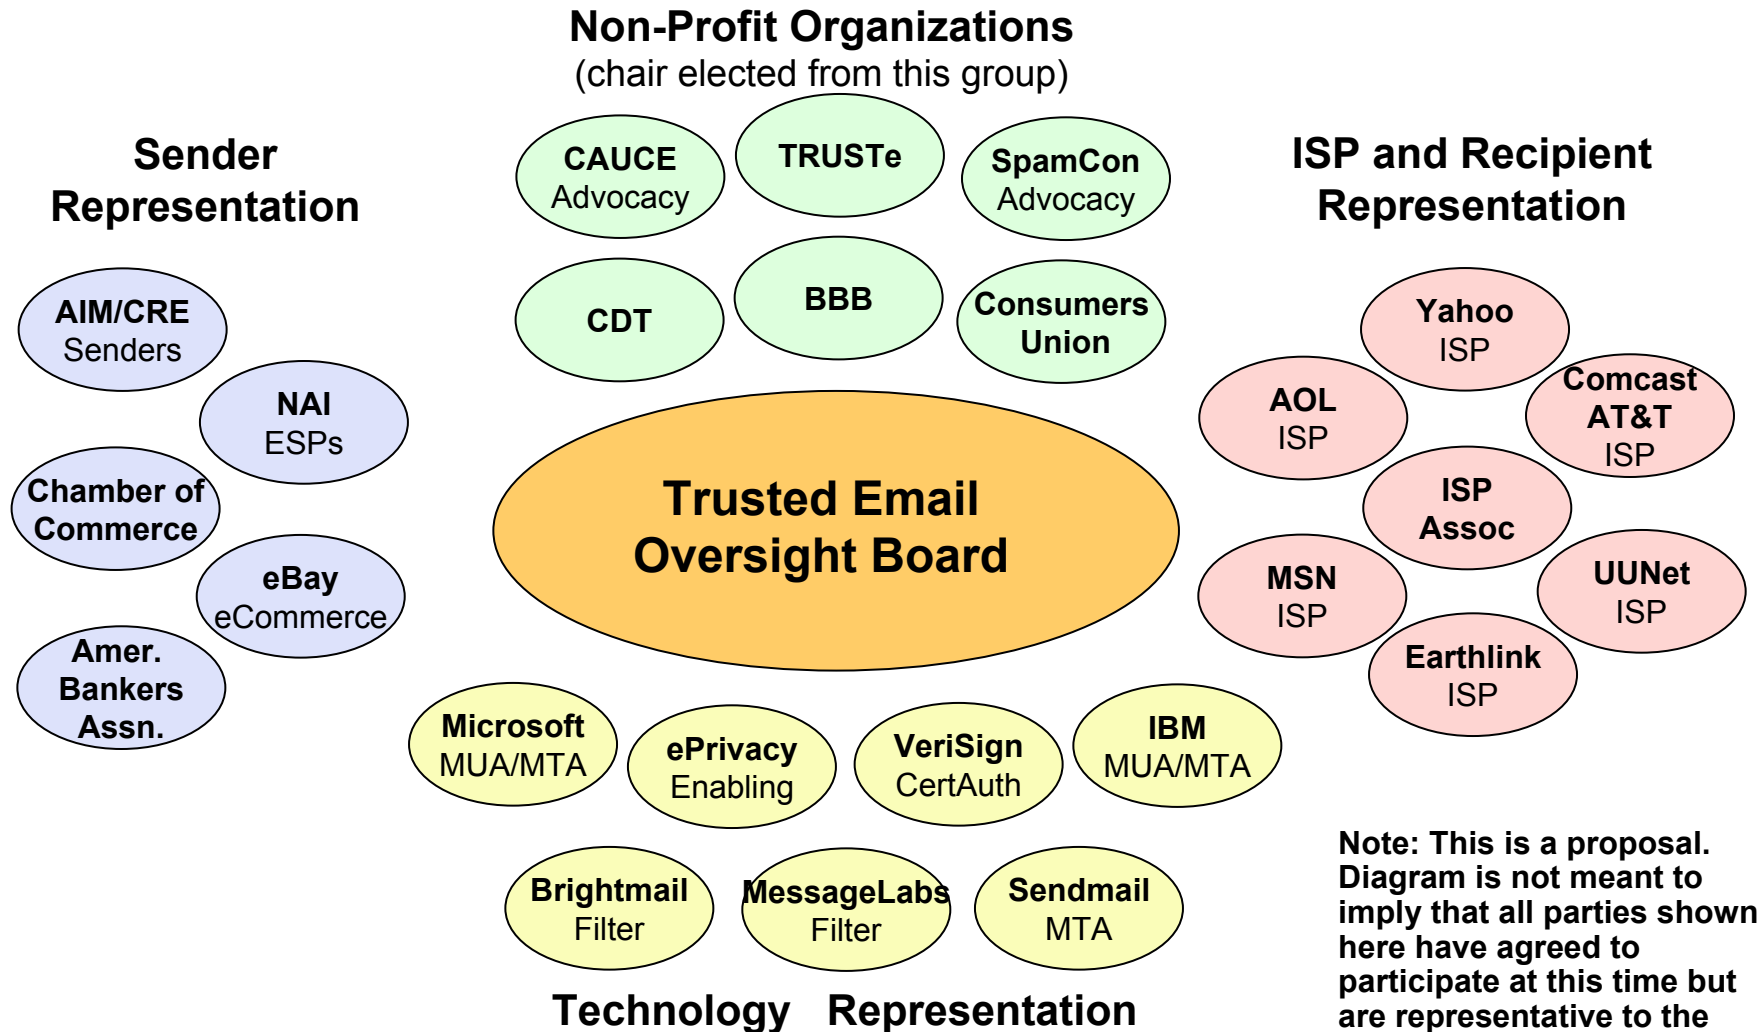 Non-Profit Organizations
(chair elected from this group)
Sender
Representation
ISP and Recipient
Representation
CAUCE
Advocacy
TRUSTe
SpamCon
Advocacy
CDT
BBB
Consumers
Union
AIM/CRE
Senders
NAI
ESPs
Chamber of
Commerce
eBay
eCommerce
Amer.
Bankers
Assn.
Trusted Email
Oversight Board
Yahoo
ISP
AOL
ISP
Comcast
AT&T
ISP
ISP
Assoc
MSN
ISP
UUNet
ISP
Earthlink
ISP
Microsoft
MUA/MTA
ePrivacy
Enabling
VeriSign
CertAuth
IBM
MUA/MTA
Brightmail
Filter
MessageLabs
Filter
Sendmail
MTA
Technology Representation
Note: This is a proposal.
Diagram is not meant to
imply that all parties shown
here have agreed to
participate at this time but
are representative to the